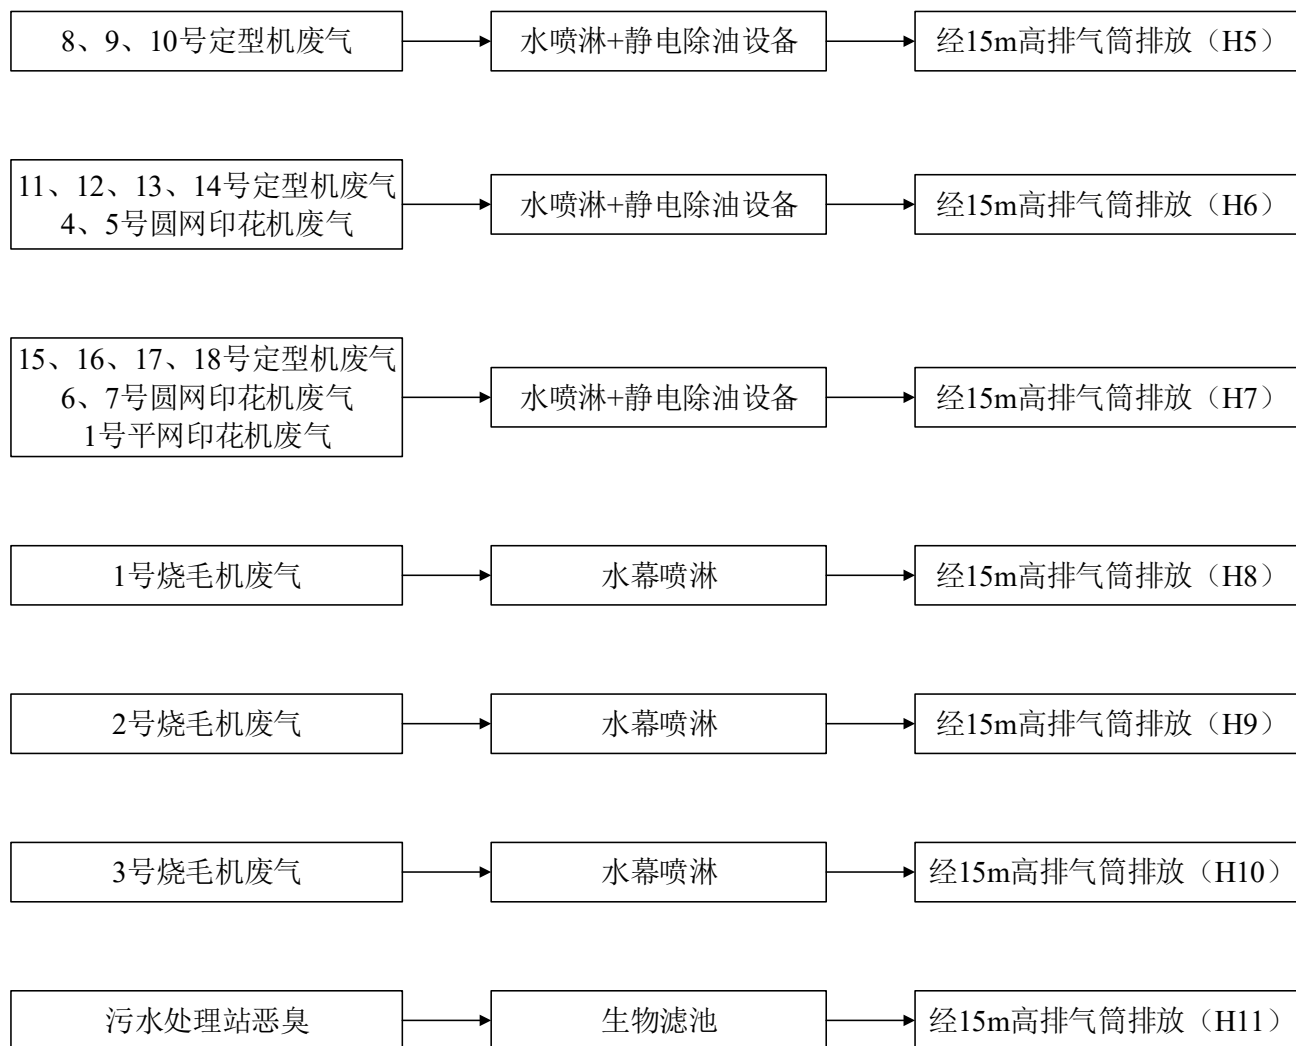 8、9、10号定型机废气
水喷淋+静电除油设备
经15m高排气筒排放（H5）
11、12、13、14号定型机废气
4、5号圆网印花机废气
水喷淋+静电除油设备
经15m高排气筒排放（H6）
15、16、17、18号定型机废气
6、7号圆网印花机废气
1号平网印花机废气
水喷淋+静电除油设备
经15m高排气筒排放（H7）
1号烧毛机废气
水幕喷淋
经15m高排气筒排放（H8）
2号烧毛机废气
水幕喷淋
经15m高排气筒排放（H9）
3号烧毛机废气
水幕喷淋
经15m高排气筒排放（H10）
污水处理站恶臭
生物滤池
经15m高排气筒排放（H11）